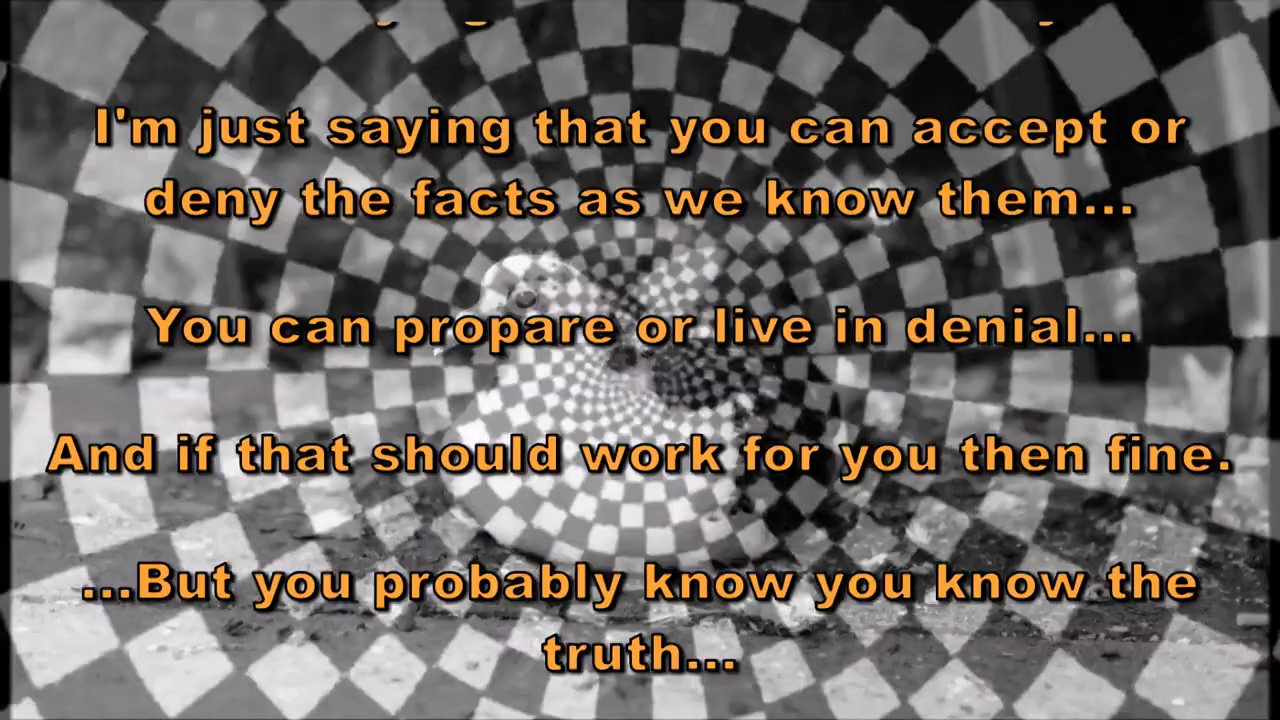 I'm just saying that you can accept or
deny the facts as we know them...
You can propare or live in denial...
And if that should work for you then fine.
...But you probably know you know the
truth...